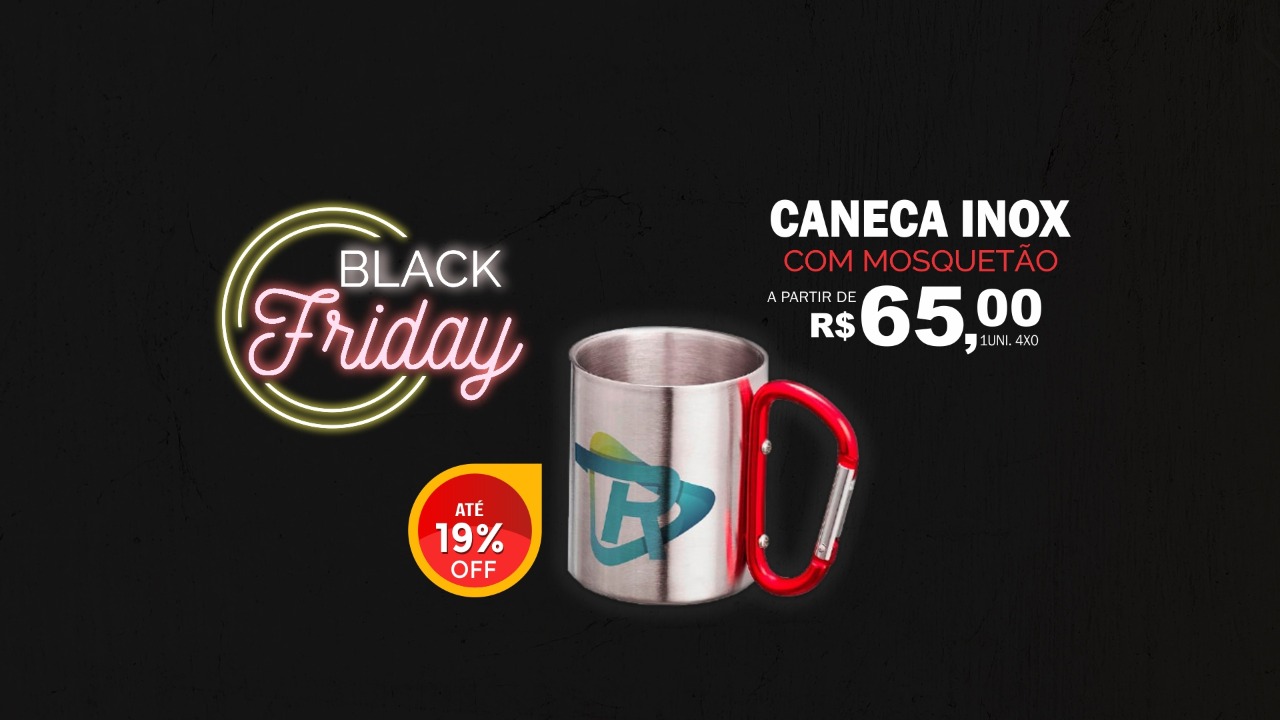 BLACK
Friday
CANECA INOX
COM MOSQUETÃO
A PARTIR DE
R$65,00
1UNI. 4X0
ATÉ
19%
OFF
R